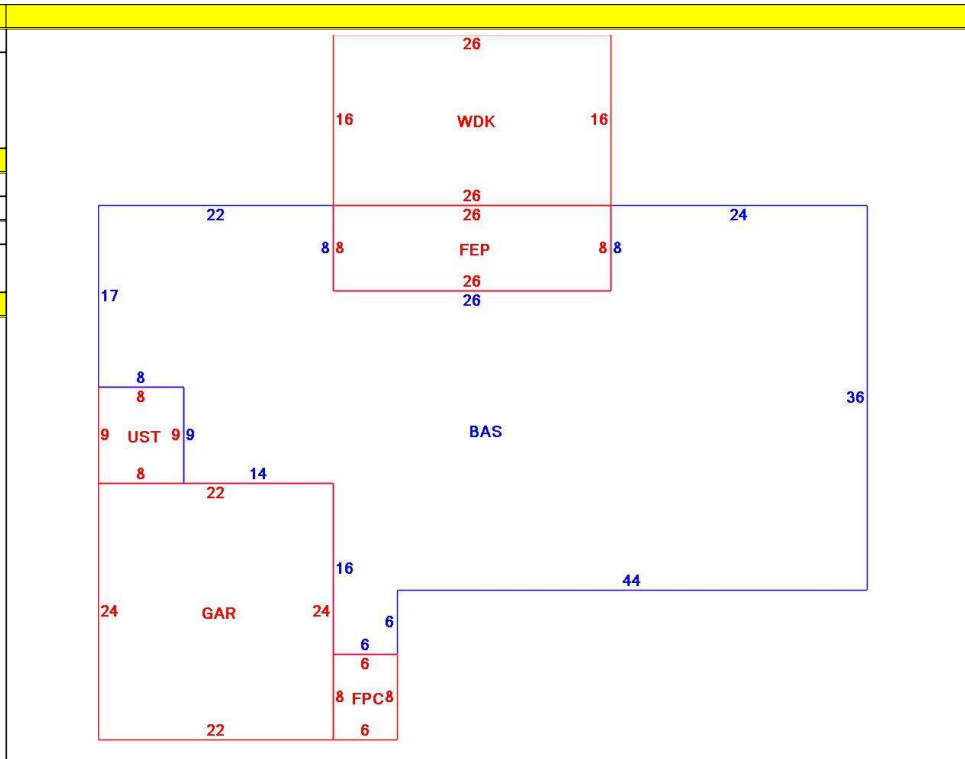 26
16 WDK 16
26
22 26 24
8 8 FEP 8 8
26
17 26
8
8 36
9 UST 9 9 BAS
8 14
22
16
44
24 GAR 24 6
6
6
8 FPC 8
22 6